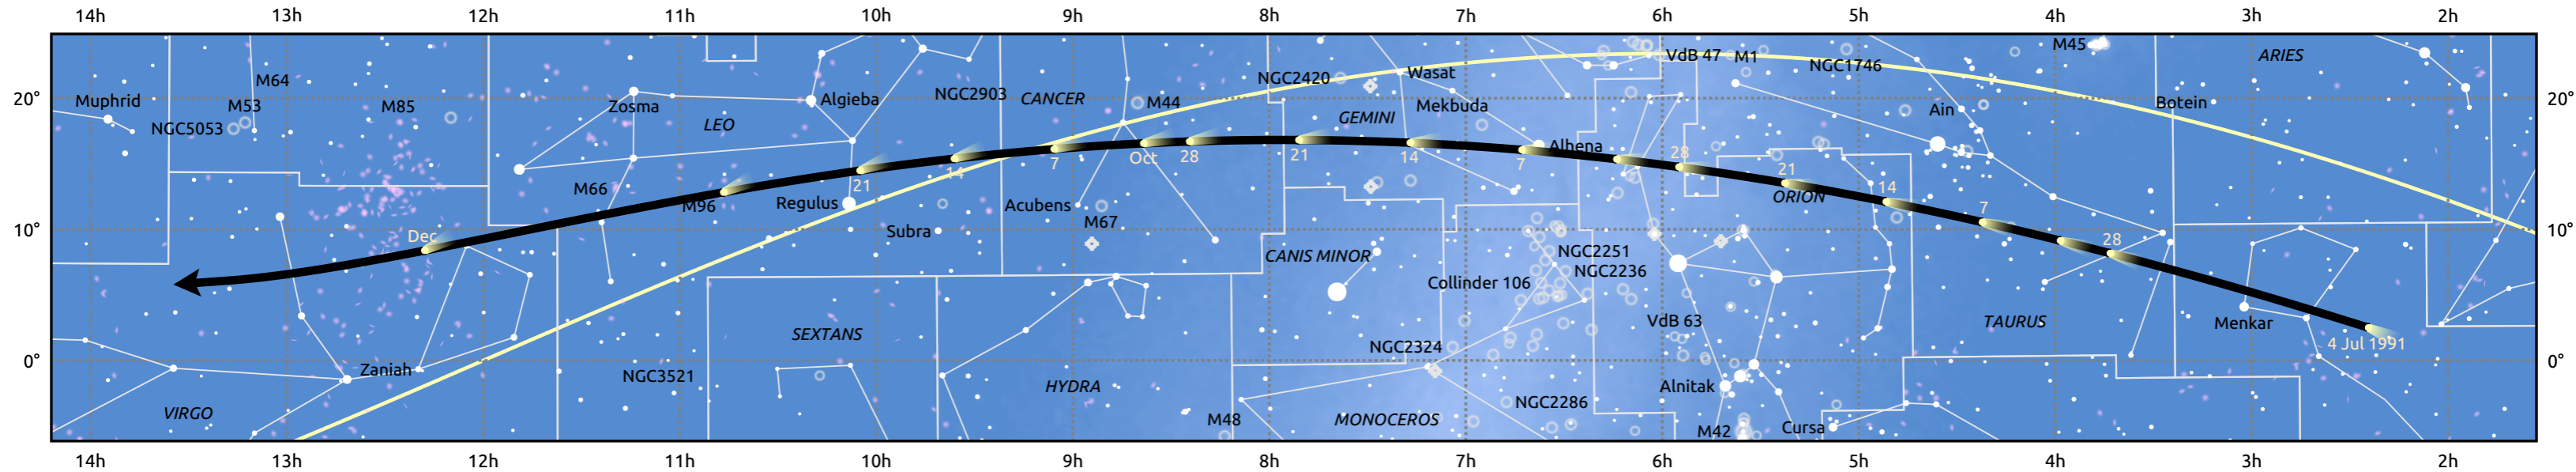 14h 13h 12h 11h 10h 9h 8h 7h 6h 5h 4h 3h 2h
M45 ARIES
VdB 47 M1
NGC1746
M64 NGC2420 Wasat
20° Muphrid M53 M85 Zosma Algieba NGC2903 CANCER M44 Mekbuda Ain Botein 20°
NGC5053 LEO GEMINI
7 Oct 28 21 14 7 Alhena 28
21 14 21
M66 14
M96 Regulus Acubens M67 ORION 7
10° Dec Subra 28 10°
CANIS MINOR NGC2251
NGC2236
Collinder 106
SEXTANS VdB 63 TAURUS Menkar
0° Zaniah NGC2324 4 Jul 1991 0°
NGC3521 HYDRA Alnitak
VIRGO M48 MONOCEROS NGC2286 M42 Cursa
14h 13h 12h 11h 10h 9h 8h 7h 6h 5h 4h 3h 2h